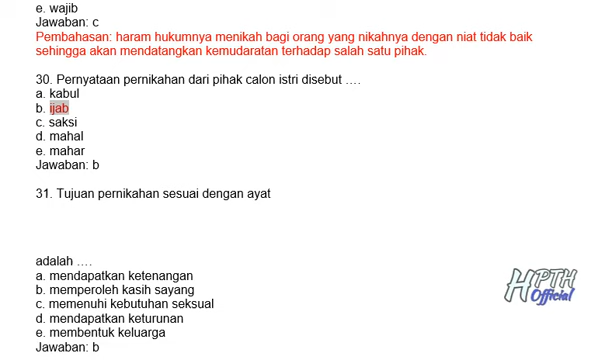 e. wajib
Jawaban: c
Pembahasan: haram hukumnya menikah bagi orang yang nikahnya dengan niat tidak baik
sehingga akan mendatangkan kemudaratan terhadap salah satu pihak.
30. Pernyataan pernikahan dari pihak calon istri disebut ….
a. kabul
b. ijab
c. saksi
d. mahal
e. mahar
Jawaban: b
31. Tujuan pernikahan sesuai dengan ayat
adalah ….
a. mendapatkan ketenangan
b. memperoleh kasih sayang
c. memenuhi kebutuhan seksual
d. mendapatkan keturunan
e. membentuk keluarga
Jawaban: b
HPTH
Official